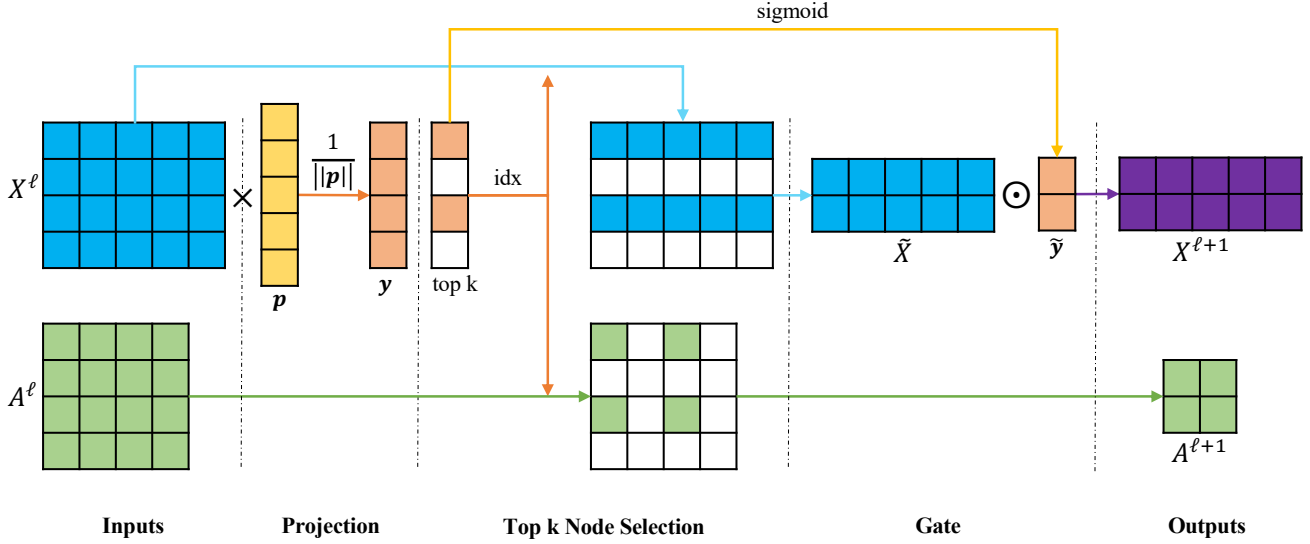 sigmoid
X^ℓ
×
1
||p||
idx
⊙
p
y
top k
X̃
ỹ
X^{ℓ+1}
A^ℓ
A^{ℓ+1}
Inputs
Projection
Top k Node Selection
Gate
Outputs